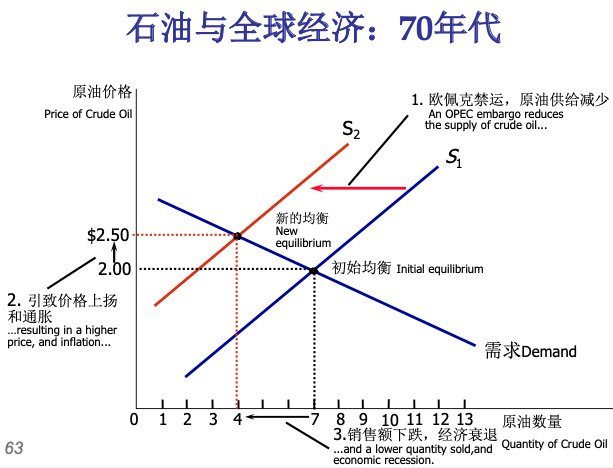 石油与全球经济：70年代
原油价格
Price of Crude Oil
1. 欧佩克禁运，原油供给减少
An OPEC embargo reduces
the supply of crude oil...
S2
S1
新的均衡
New
equilibrium
$2.50
2.00
初始均衡 Initial equilibrium
2. 引致价格上扬
和通胀
...resulting in a higher
price, and inflation...
需求Demand
0 1 2 3 4 7 8 9 10 11 12 13
原油数量
Quantity of Crude Oil
3.销售额下跌，经济衰退
...and a lower quantity sold,and
economic recession.
63